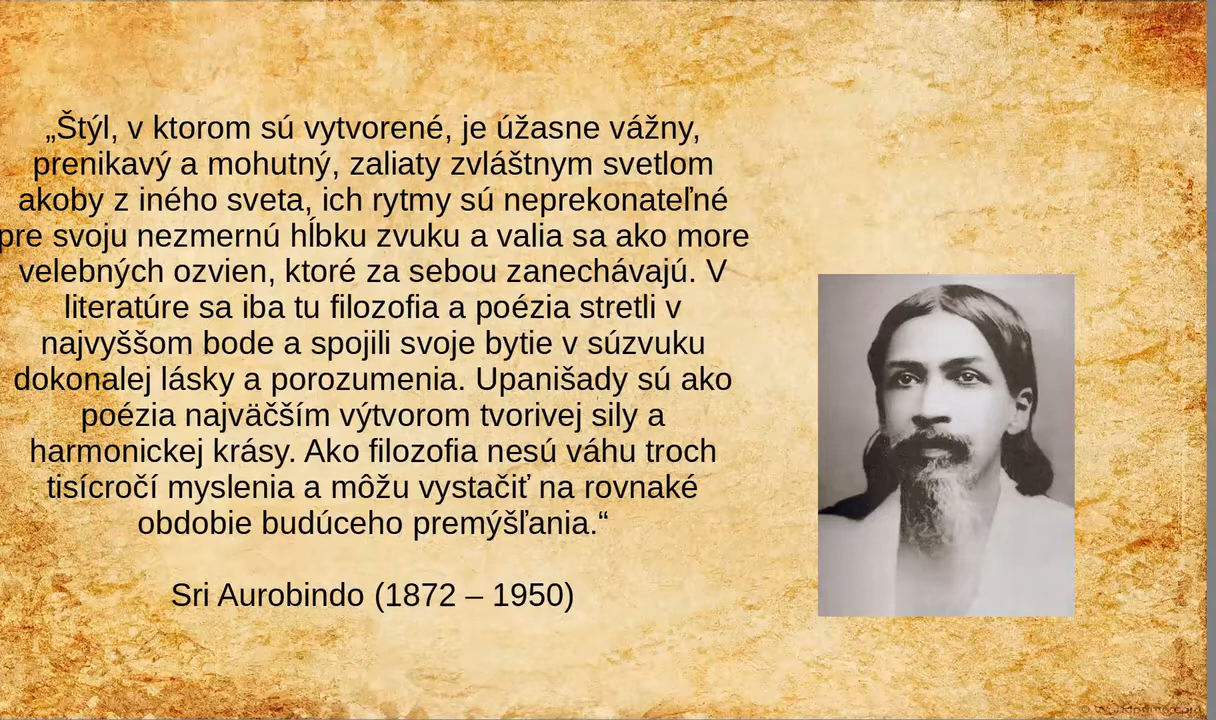 „Štýl, v ktorom sú vytvorené, je úžasne vážny,
prenikavý a mohutný, zaliaty zvláštnym svetlom
akoby z iného sveta, ich rytmy sú neprekonateľné
pre svoju nezmernú hĺbku zvuku a valia sa ako more
velebných ozvien, ktoré za sebou zanechávajú. V
literatúre sa iba tu filozofia a poézia stretli v
najvyššom bode a spojili svoje bytie v súzvuku
dokonalej lásky a porozumenia. Upanišady sú ako
poézia najväčším výtvorom tvorivej sily a
harmonickej krásy. Ako filozofia nesú váhu troch
tisícročí myslenia a môžu vystačiť na rovnaké
obdobie budúceho premýšľania.“
Sri Aurobindo (1872 – 1950)